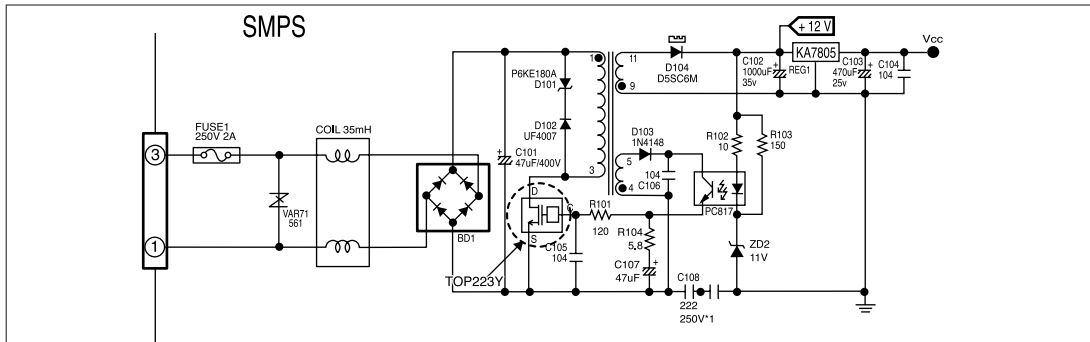 SMPS
+ 12 V
Vcc
KA7805
REG1
C102
1000uF
35v
C103
470uF
25v
C104
104
D104
D5SC6M
1
11
9
P6KE180A
D101
D102
UF4007
FUSE1
250V 2A
COIL 35mH
C101
47uF/400V
3
5
4
D103
1N4148
104
C106
R102
10
R103
150
PC817
3
1
VAR71
561
BD1
D
S
C
TOP223Y
C105
104
R101
120
R104
5.8
C107
47uF
C108
222
250V*1
ZD2
11V
+
+
+
+